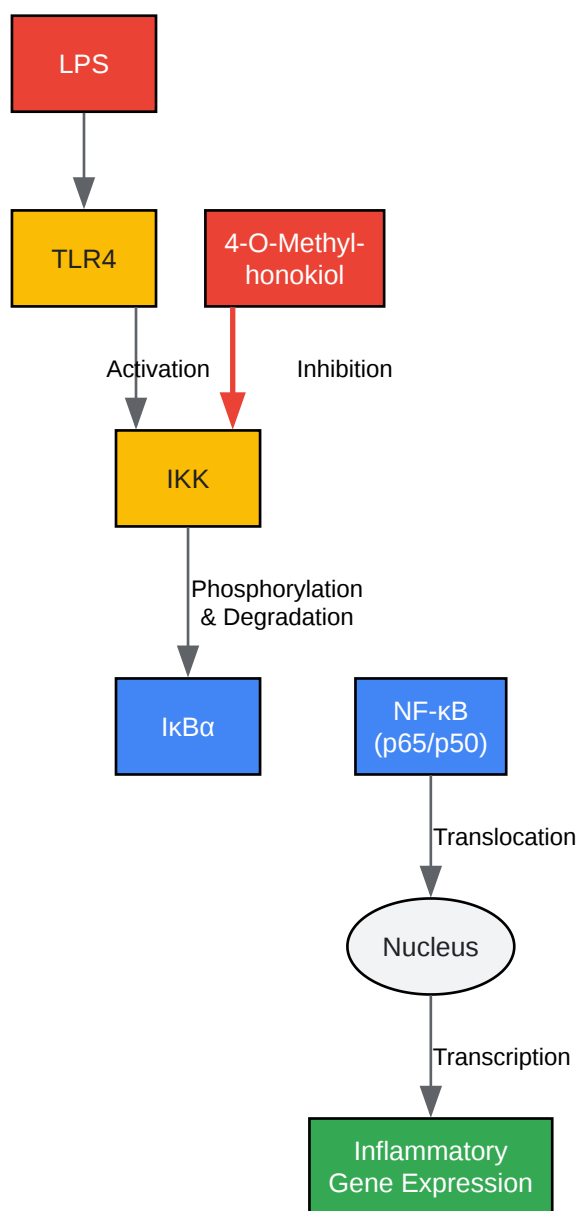 LPS
TLR4
4-O-Methyl-
honokiol
Activation
Inhibition
IKK
Phosphorylation
& Degradation
IκBα
NF-κB
(p65/p50)
Translocation
Nucleus
Transcription
Inflammatory
Gene Expression